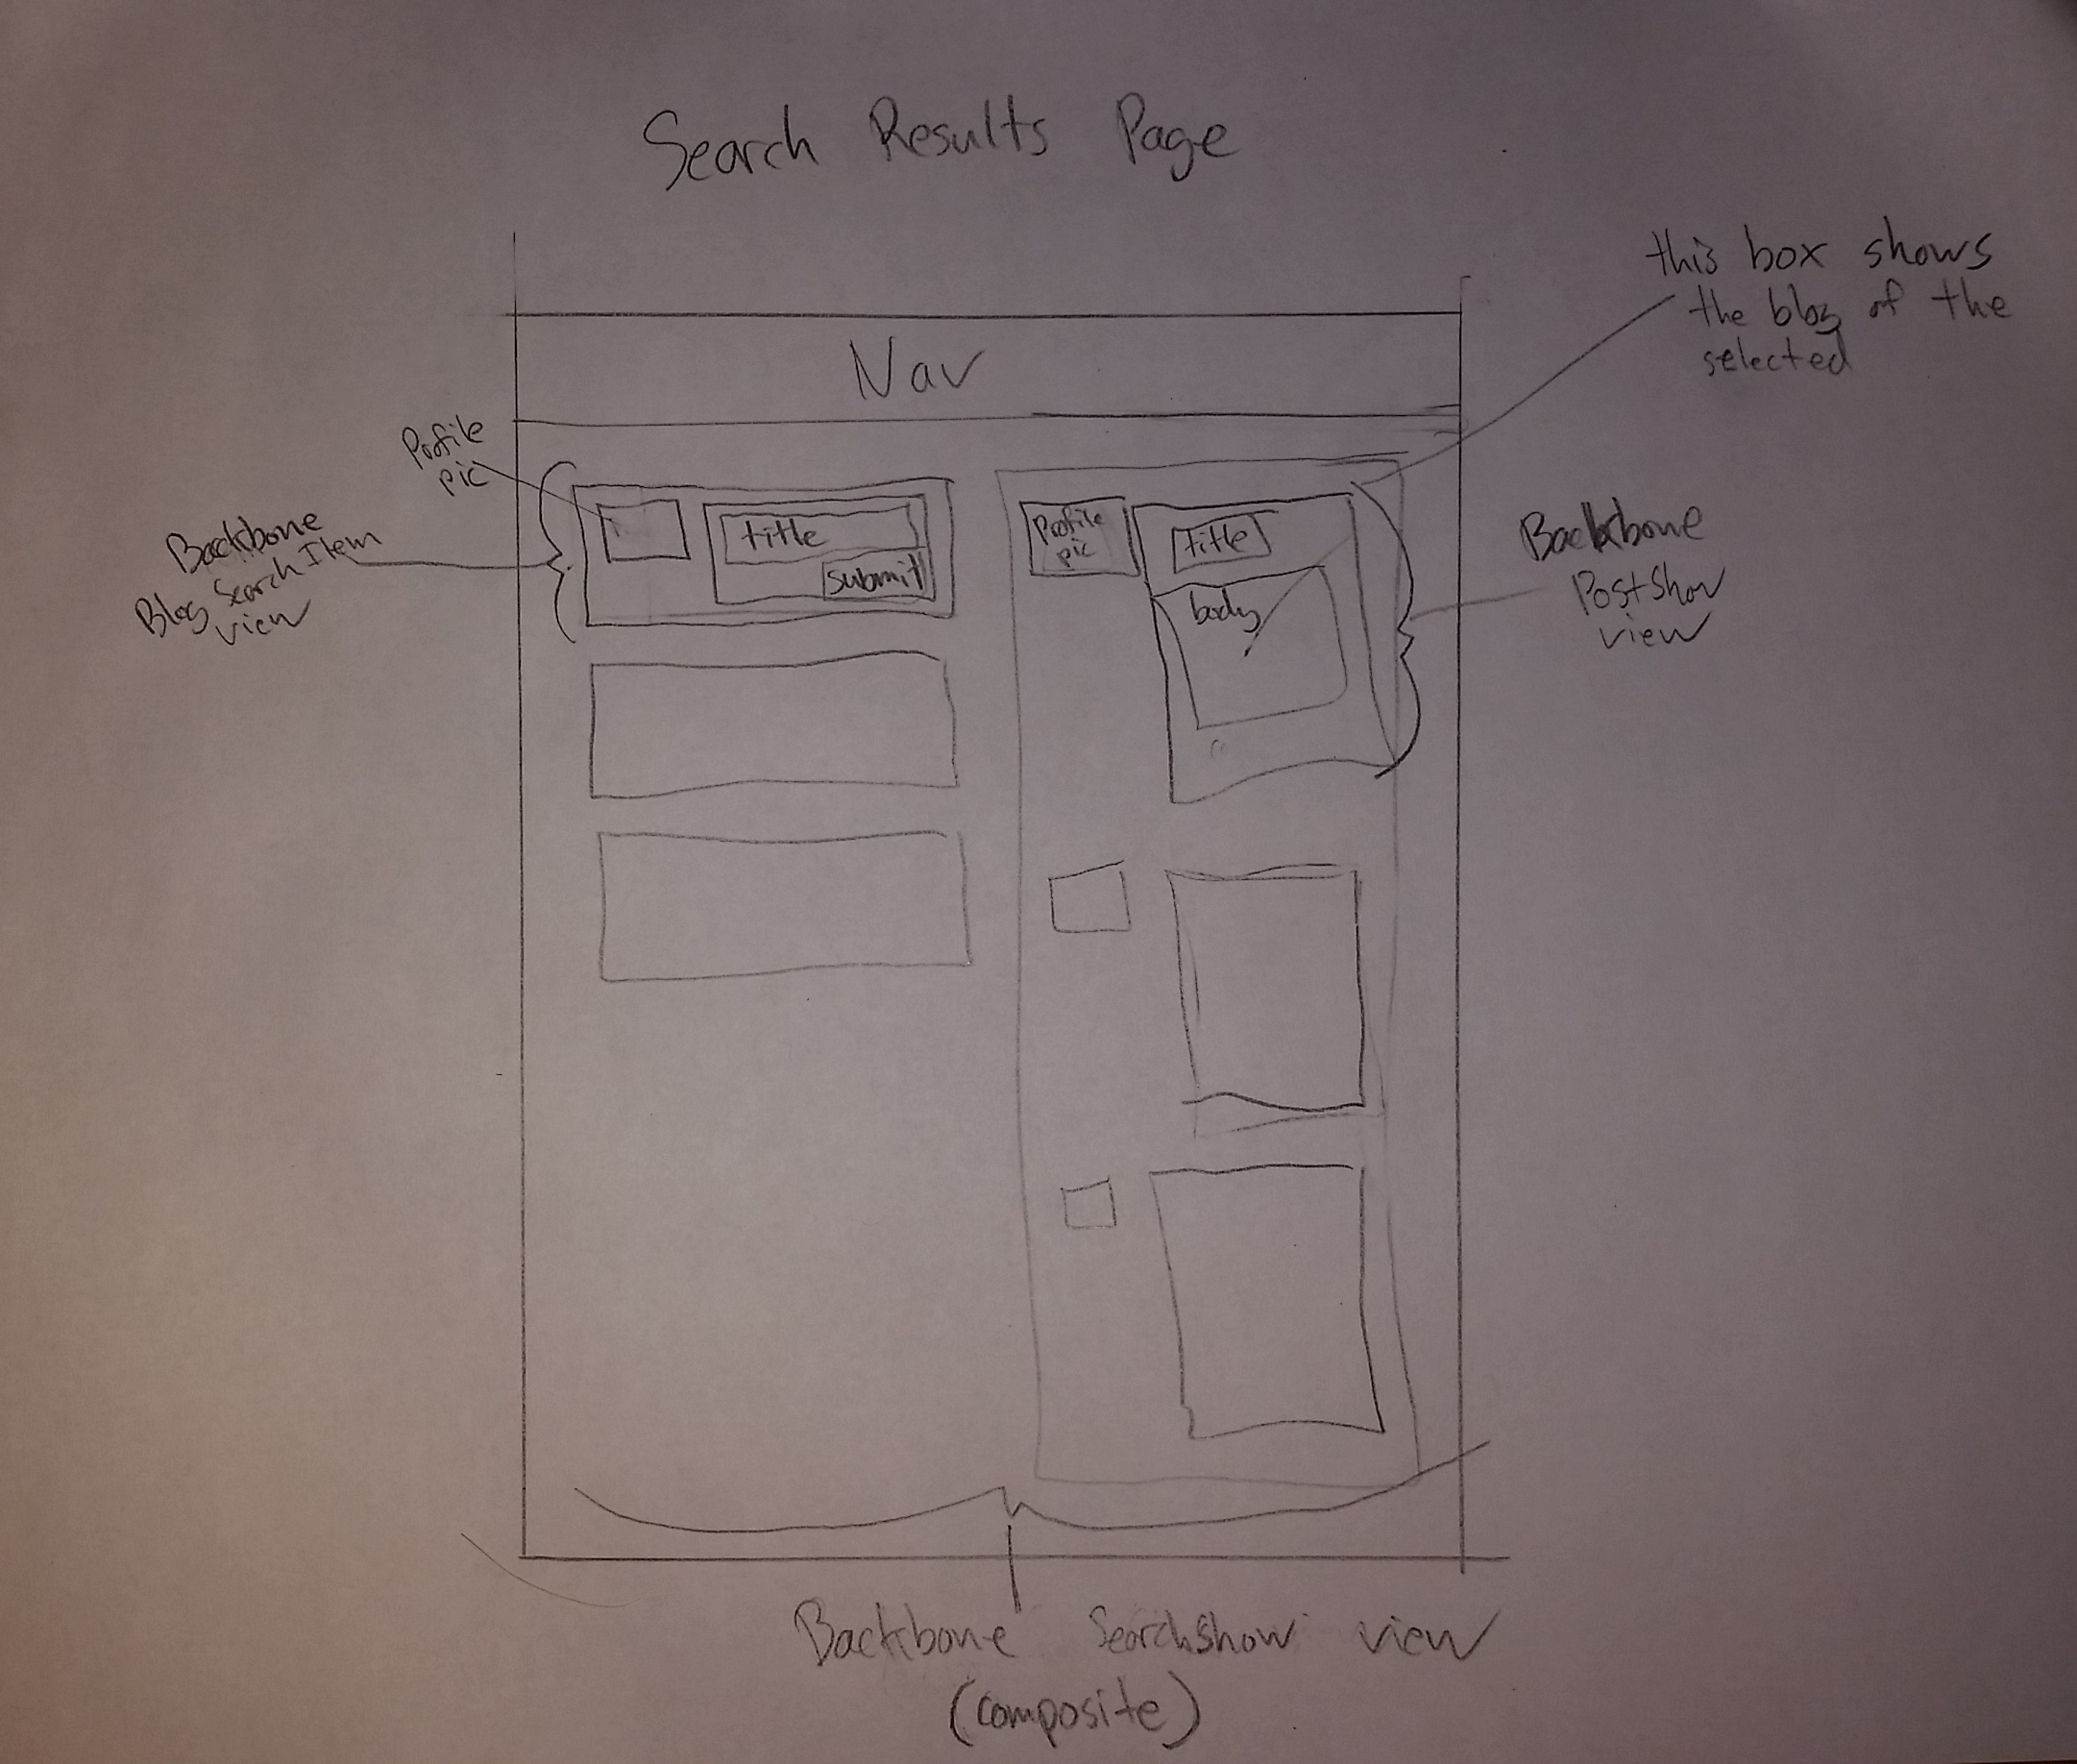 Search Results Page
this box shows
the blog of the
selected
Nav
Profile
pic
Backbone
Search Item
Blog Search
view
title
submit
Profile
pic
title
body
Backbone
PostShow
view
Backbone SearchShow view
(composite)